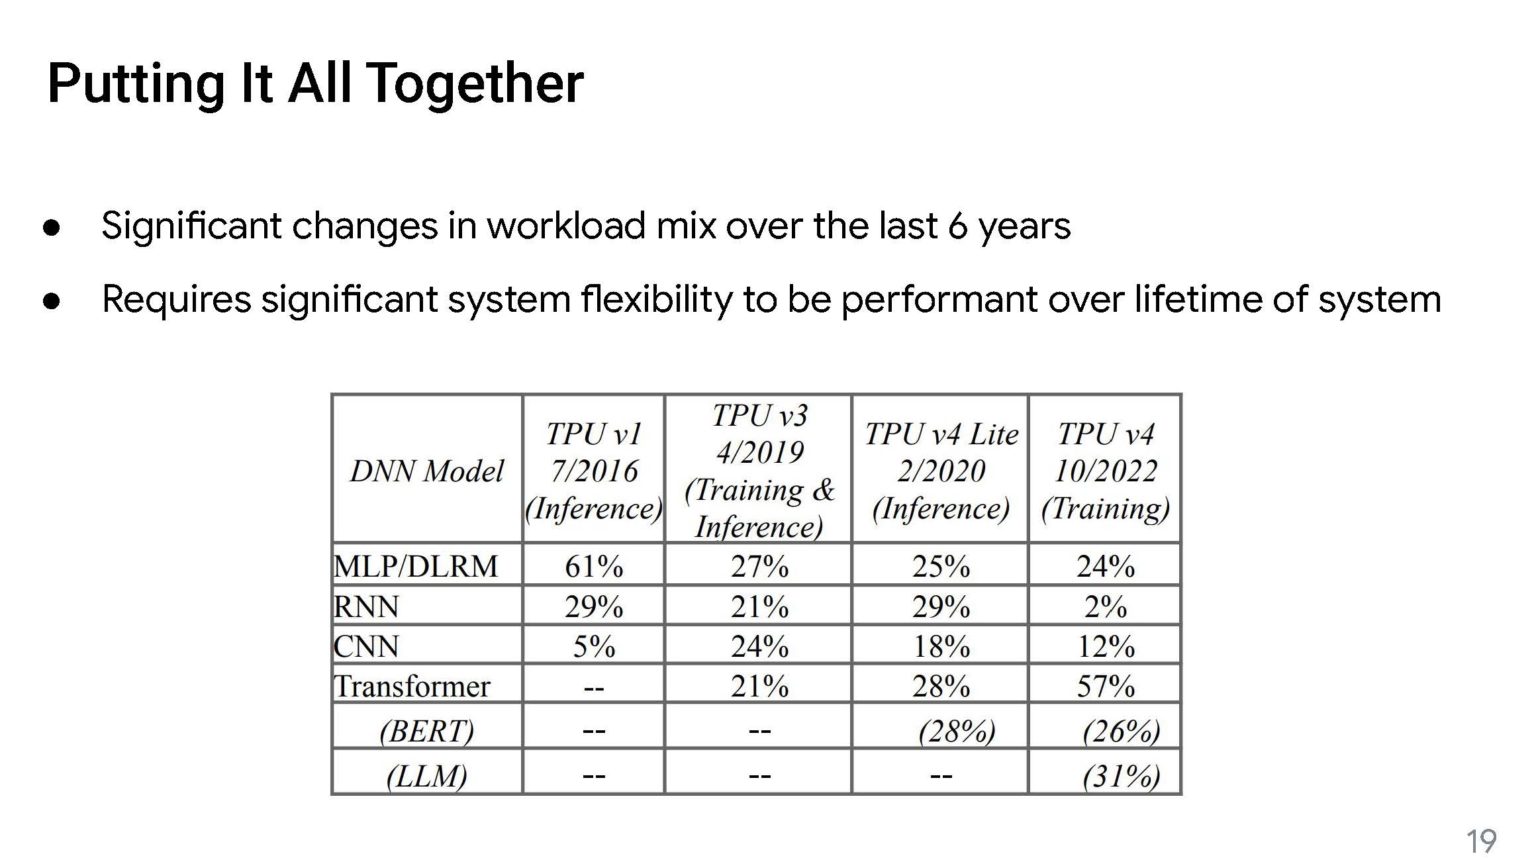 Putting It All Together
● Significant changes in workload mix over the last 6 years
● Requires significant system flexibility to be performant over lifetime of system
DNN Model | TPU v1 7/2016 (Inference) | TPU v3 4/2019 (Training & Inference) | TPU v4 Lite 2/2020 (Inference) | TPU v4 10/2022 (Training)
MLP/DLRM | 61% | 27% | 25% | 24%
RNN | 29% | 21% | 29% | 2%
CNN | 5% | 24% | 18% | 12%
Transformer | -- | 21% | 28% | 57%
(BERT) | -- | -- | (28%) | (26%)
(LLM) | -- | -- | -- | (31%)
19